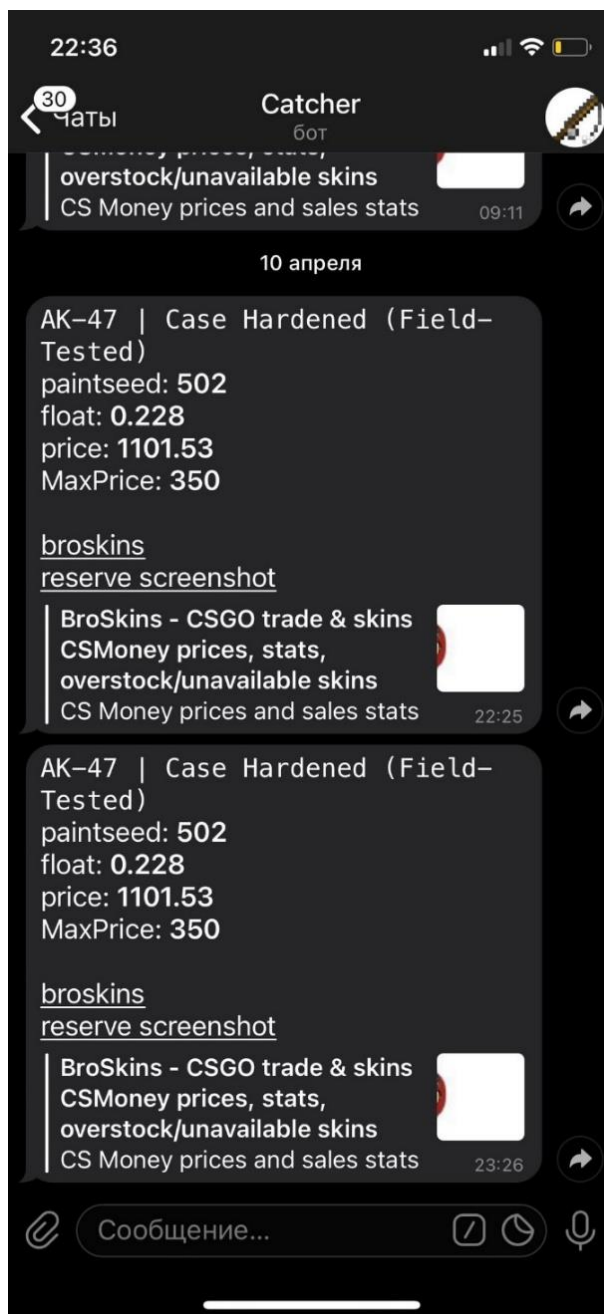 22:36
30
Чаты
Catcher
бот
CSMoney prices, stats,
overstock/unavailable skins
CS Money prices and sales stats
09:11
10 апреля
AK-47 | Case Hardened (Field-
Tested)
paintseed: 502
float: 0.228
price: 1101.53
MaxPrice: 350
broskins
reserve screenshot
BroSkins - CSGO trade & skins
CSMoney prices, stats,
overstock/unavailable skins
CS Money prices and sales stats
22:25
AK-47 | Case Hardened (Field-
Tested)
paintseed: 502
float: 0.228
price: 1101.53
MaxPrice: 350
broskins
reserve screenshot
BroSkins - CSGO trade & skins
CSMoney prices, stats,
overstock/unavailable skins
CS Money prices and sales stats
23:26
Сообщение...